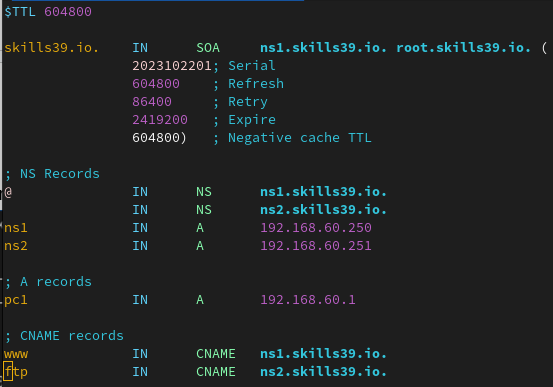 $TTL 604800
skills39.io. IN SOA ns1.skills39.io. root.skills39.io. (
2023102201; Serial
604800 ; Refresh
86400 ; Retry
2419200 ; Expire
604800) ; Negative cache TTL
; NS Records
@ IN NS ns1.skills39.io.
IN NS ns2.skills39.io.
ns1 IN A 192.168.60.250
ns2 IN A 192.168.60.251
; A records
pc1 IN A 192.168.60.1
; CNAME records
www IN CNAME ns1.skills39.io.
ftp IN CNAME ns2.skills39.io.